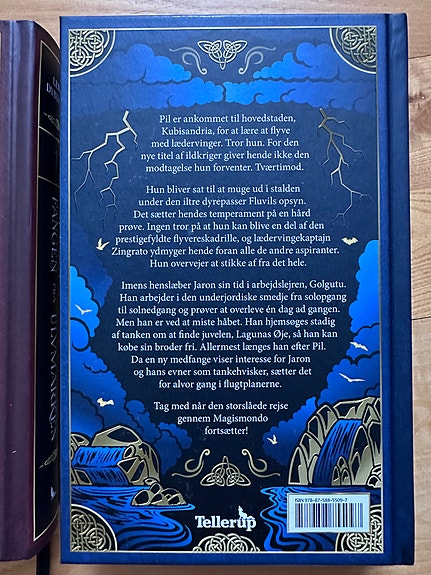 Pil er ankommet til hovedstaden,
Kubisandria, for at lære at flyve
med lædervinger. Tror hun. For den
nye titel af ildkriger giver hende ikke den
modtagelse hun forventer. Tværtimod.
Hun bliver sat til at muge ud i stalden
under den iltre dyrepasser Fluvils opsyn.
Det sætter hendes temperament på en hård
prøve. Ingen tror på at hun kan blive en del af den
prestigefyldte flyvereskadrille, og lædervingekaptajn
Zingrato ydmyger hende foran alle de andre aspiranter.
Hun overvejer at stikke af fra det hele.
Imens henslæber Jaron sin tid i arbejdslejren, Golgutu.
Han arbejder i den underjordiske smedje fra solopgang
til solnedgang og prøver at overleve én dag ad gangen.
Men han er ved at miste håbet. Han hjemsøges stadig
af tanken om at finde juvelen, Lagunas Øje, så han kan
købe sin broder fri. Allermest længes han efter Pil.
Da en ny medfange viser interesse for Jaron
og hans evner som tankehvisker, sætter det
for alvor gang i flugtplanerne.
Tag med når den storslåede rejse
gennem Magismondo
fortsætter!
ISBN 978-87-588-5509-7
Tellerup
FANGEN